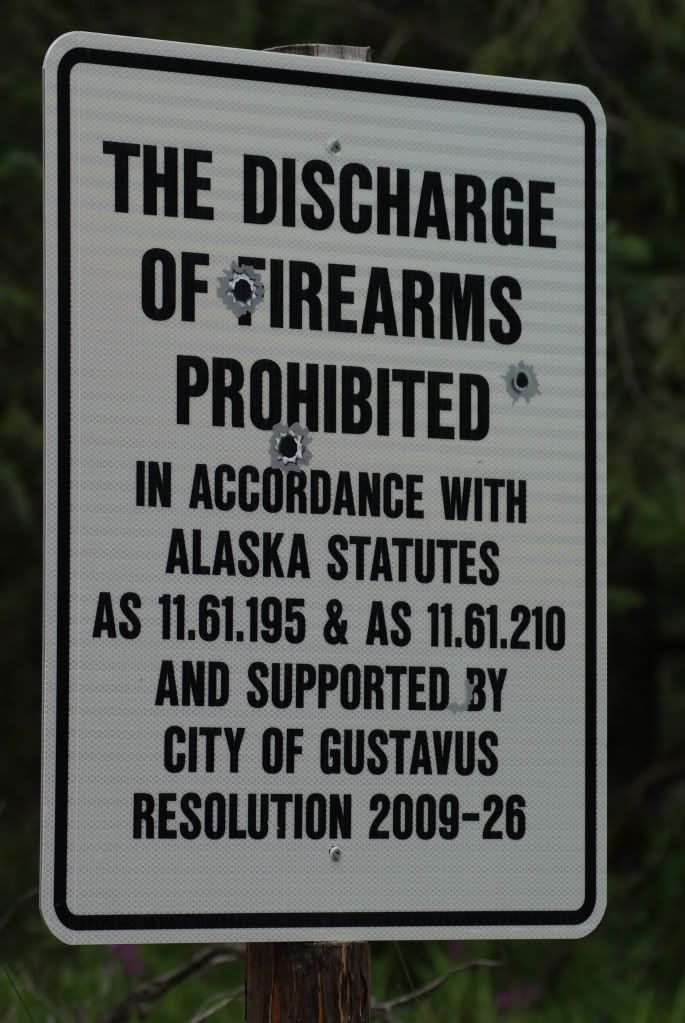 THE DISCHARGE
OF FIREARMS
PROHIBITED
IN ACCORDANCE WITH
ALASKA STATUTES
AS 11.61.195 & AS 11.61.210
AND SUPPORTED BY
CITY OF GUSTAVUS
RESOLUTION 2009-26